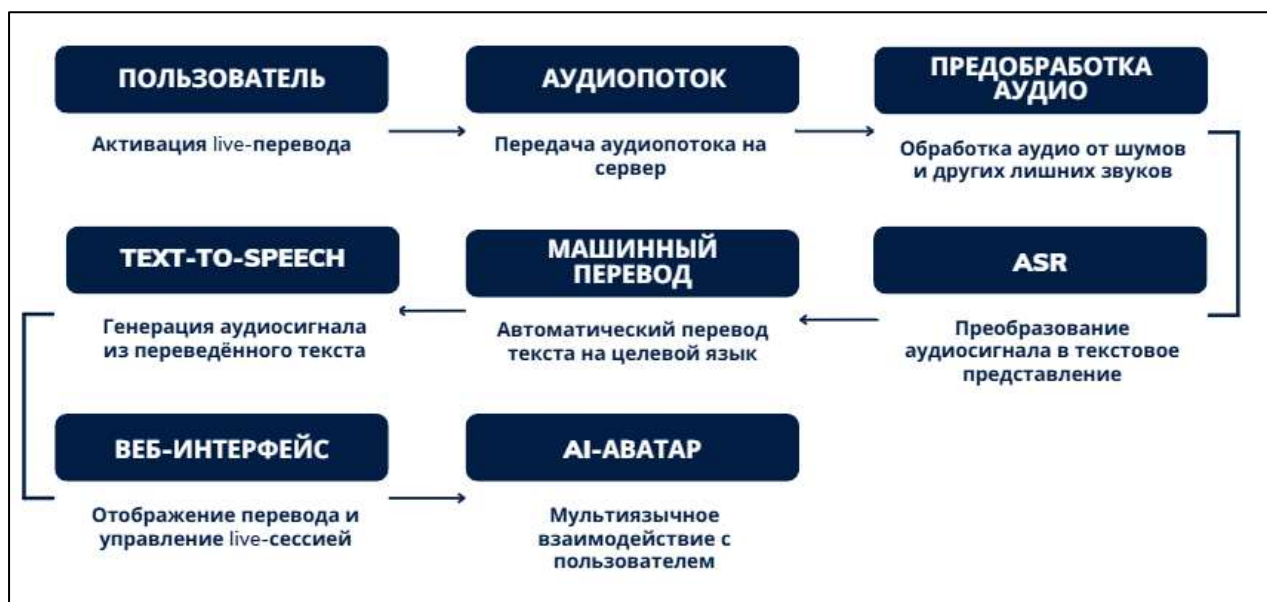 ПОЛЬЗОВАТЕЛЬ
Активация live-перевода
АУДИОПОТОК
Передача аудиопотока на
сервер
ПРЕДОБРАБОТКА
АУДИО
Обработка аудио от шумов
и других лишних звуков
ASR
Преобразование
аудиосигнала в текстовое
представление
МАШИННЫЙ
ПЕРЕВОД
Автоматический перевод
текста на целевой язык
TEXT-TO-SPEECH
Генерация аудиосигнала
из переведённого текста
ВЕБ-ИНТЕРФЕЙС
Отображение перевода и
управление live-сессией
AI-АВАТАР
Мультиязычное
взаимодействие с
пользователем